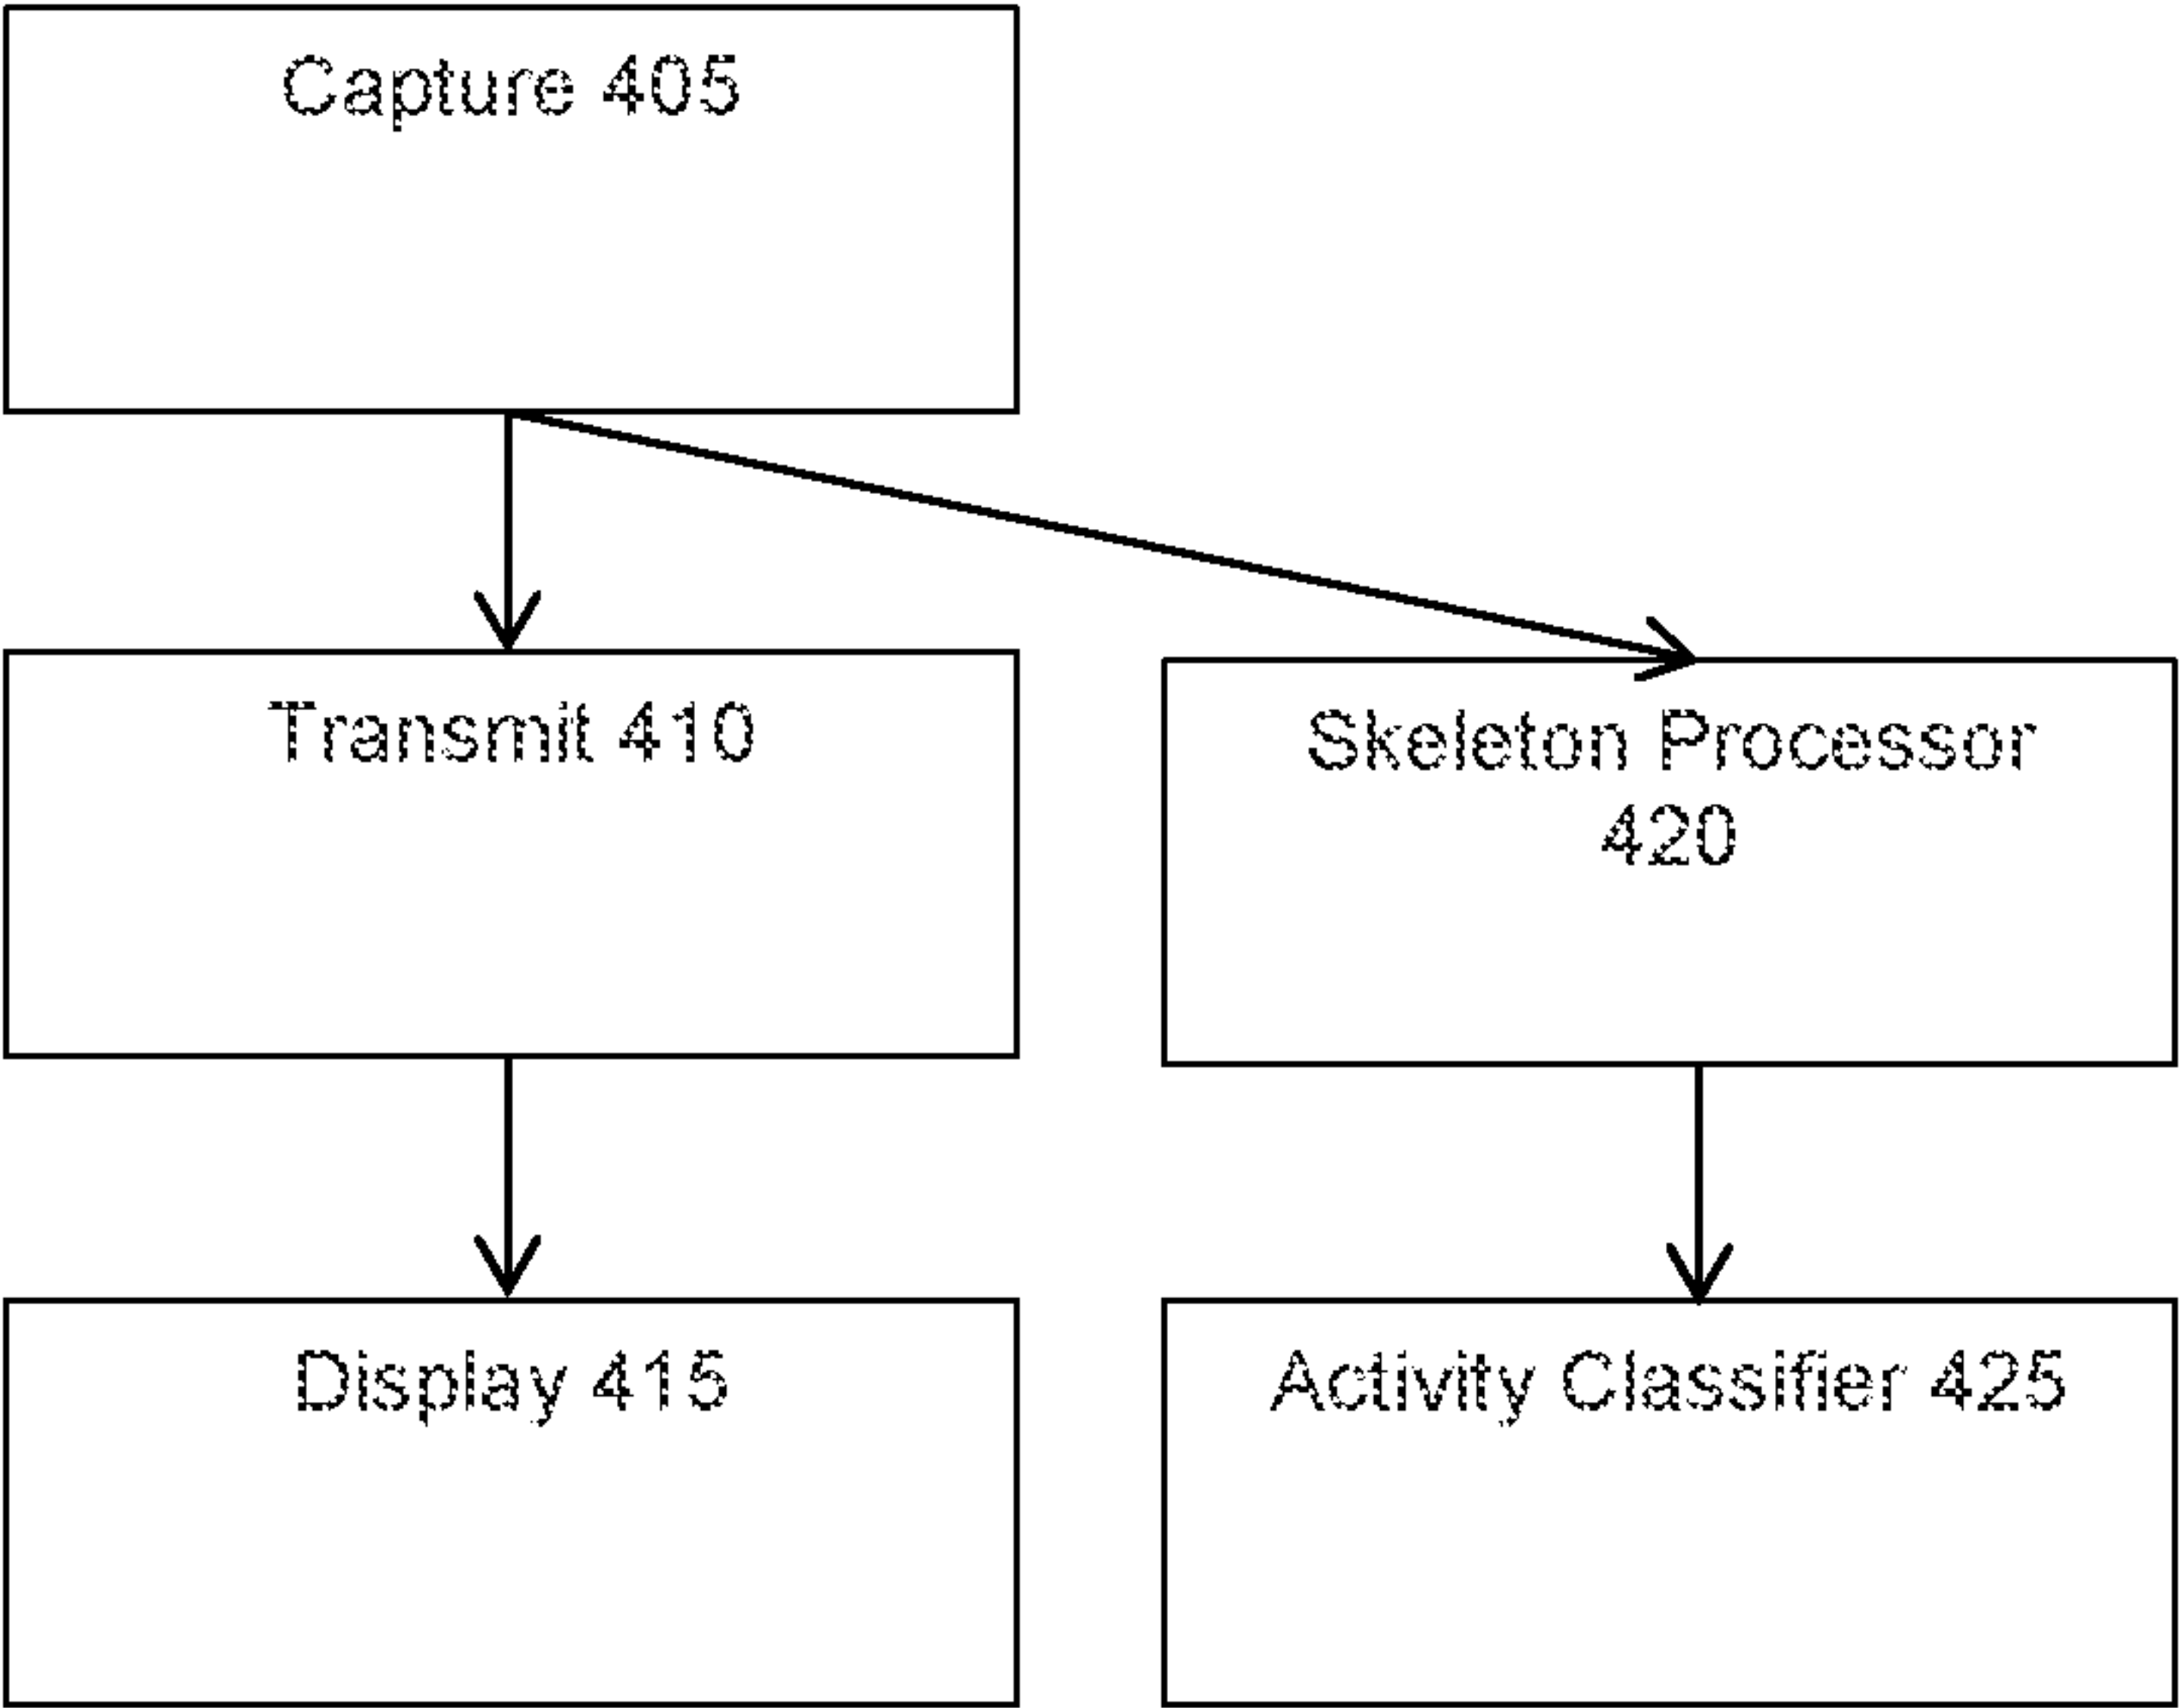 Capture 405
Transmit 410
Skeleton Processor
420
Display 415
Activity Classifier 425